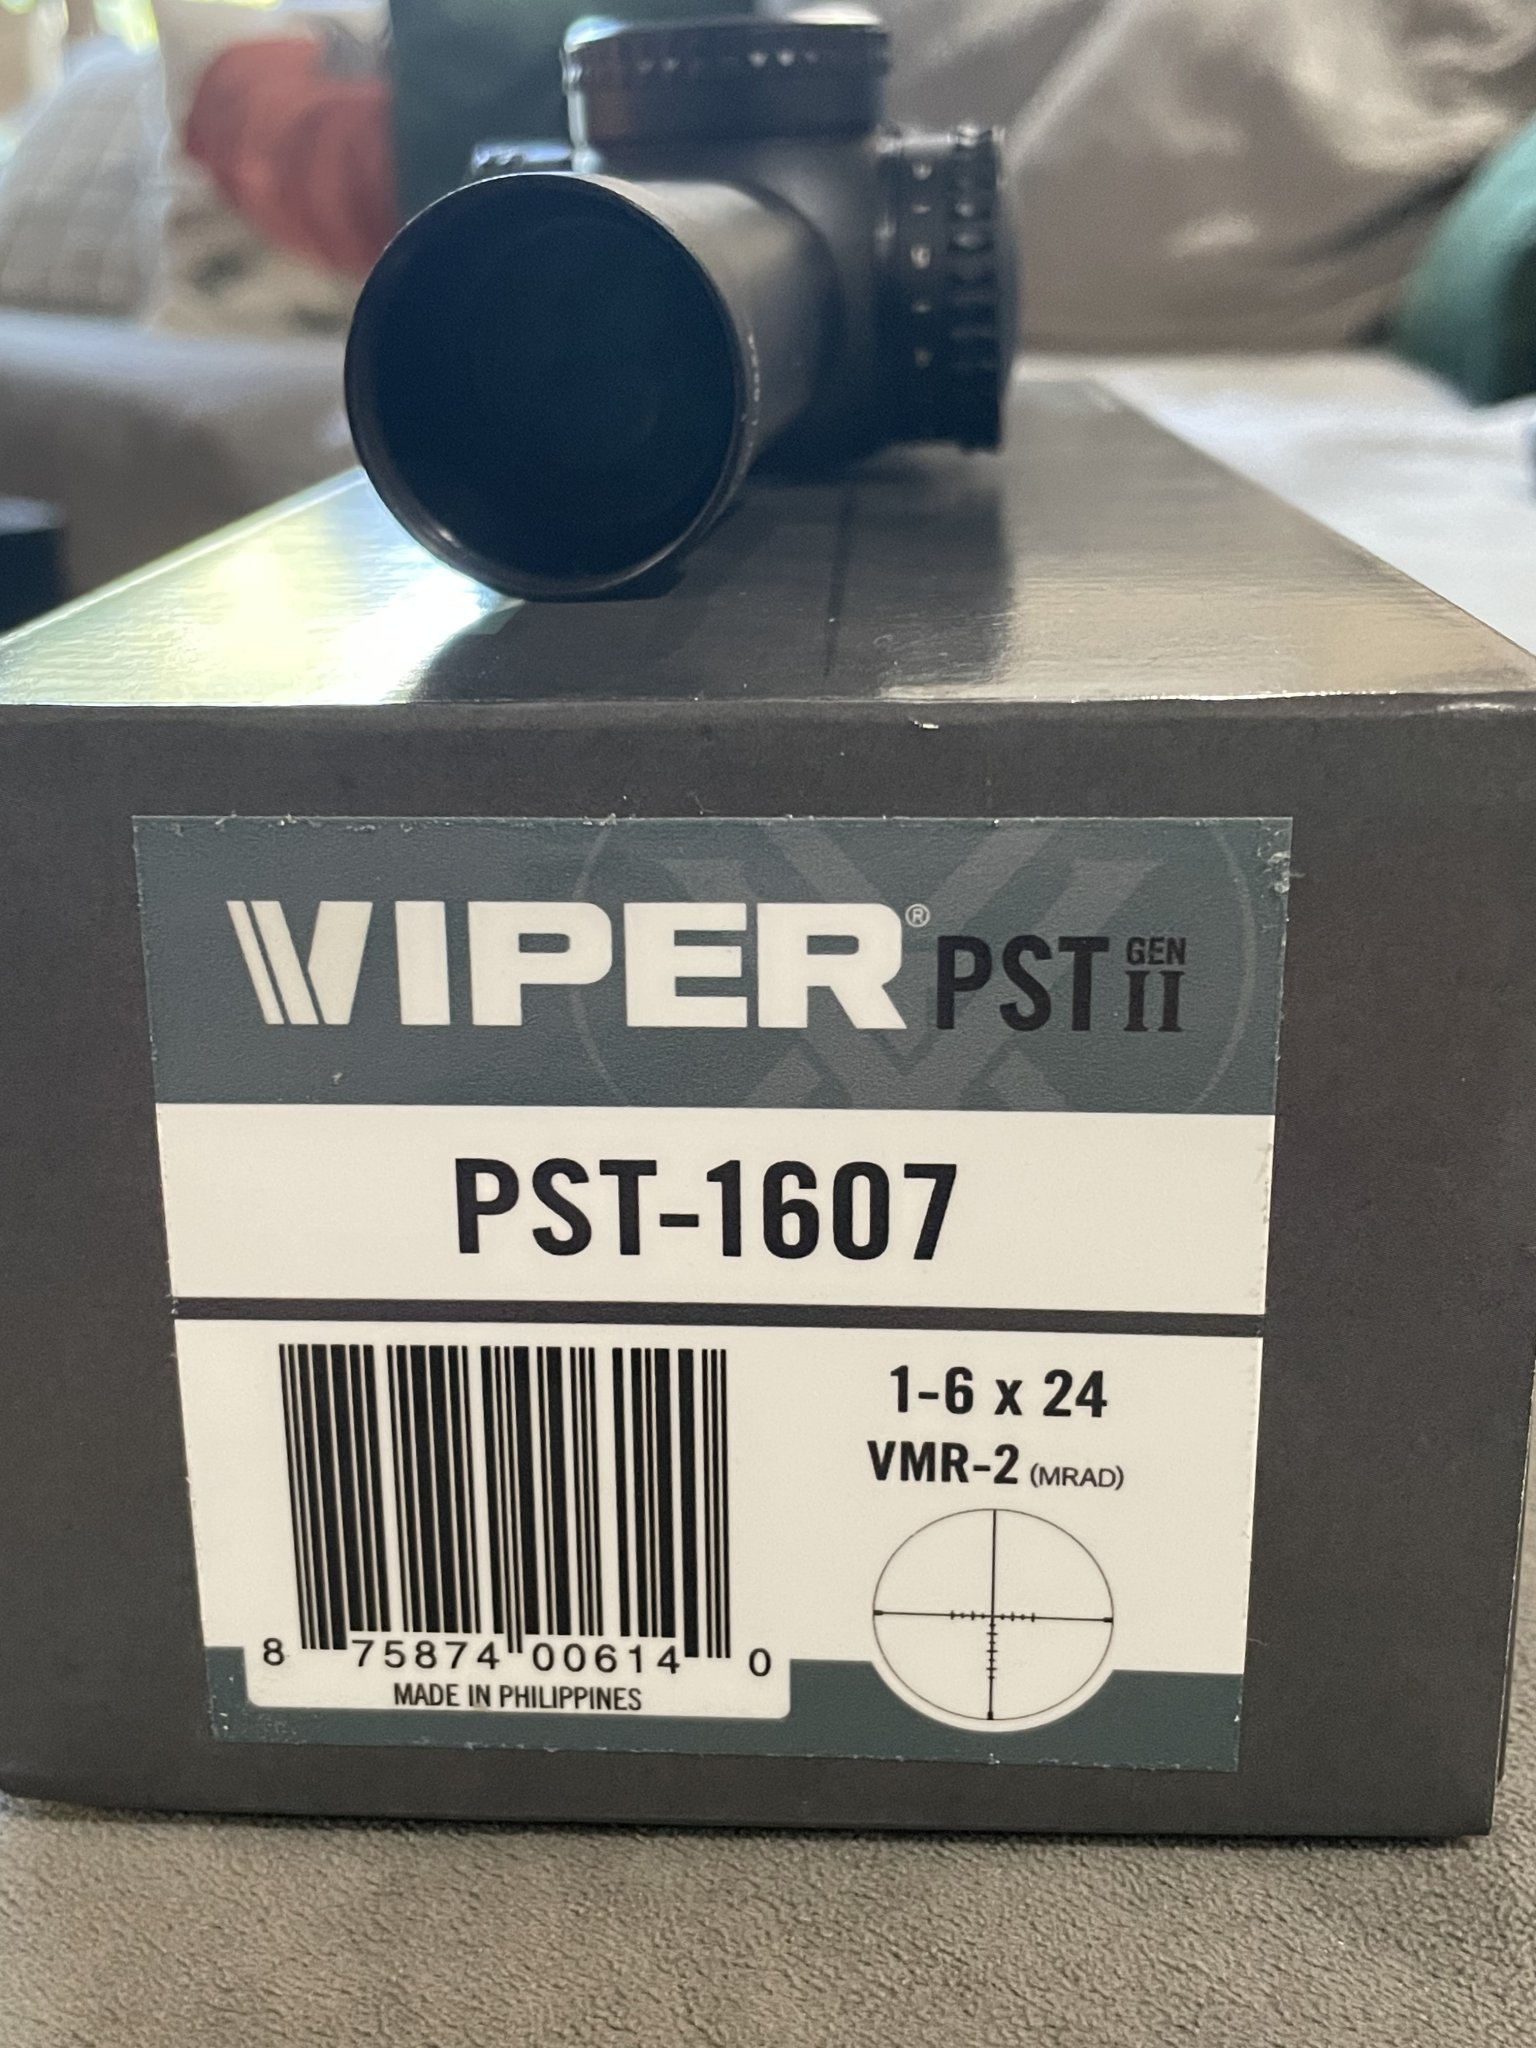 VIPER® PST GEN II
PST-1607
1-6 x 24
VMR-2 (MRAD)
8 75874 00614 0
MADE IN PHILIPPINES